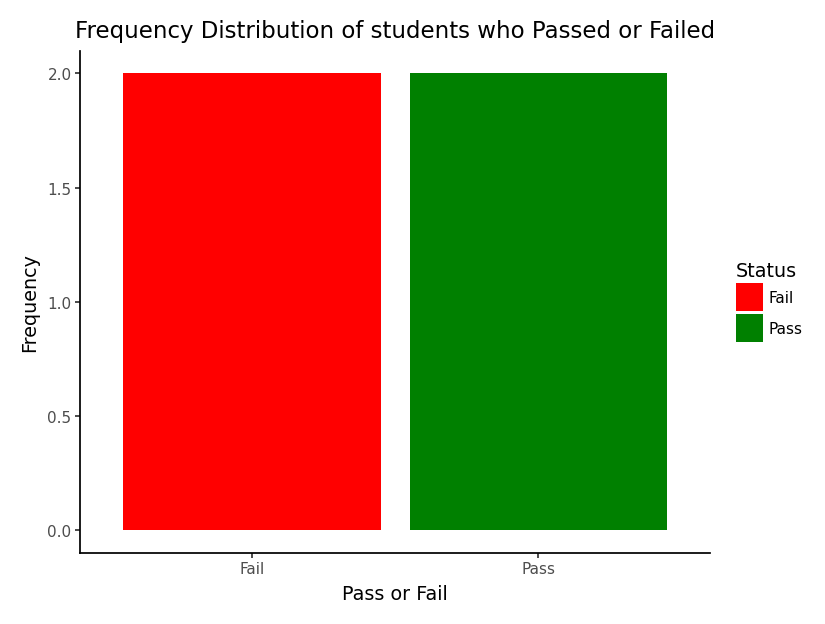 Frequency Distribution of students who Passed or Failed
2.0
1.5
1.0
0.5
0.0
Frequency
Fail
Pass
Pass or Fail
Status
Fail
Pass